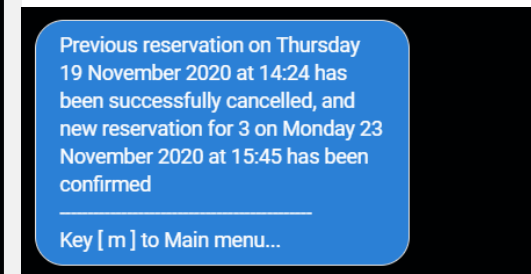 Previous reservation on Thursday
19 November 2020 at 14:24 has
been successfully cancelled, and
new reservation for 3 on Monday 23
November 2020 at 15:45 has been
confirmed
----------------------------------------
Key [ m ] to Main menu...